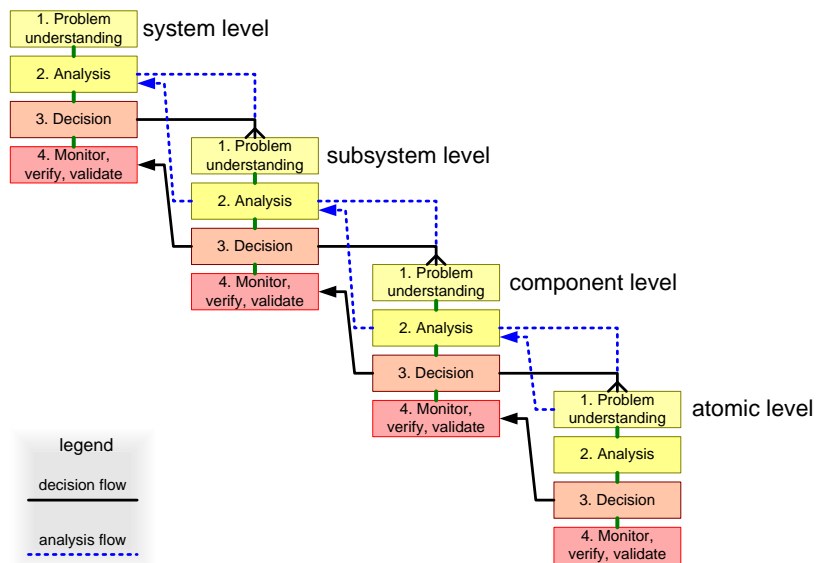 1. Problem
understanding
system level
2. Analysis
3. Decision
4. Monitor,
verify, validate
1. Problem
understanding
subsystem level
2. Analysis
3. Decision
4. Monitor,
verify, validate
1. Problem
understanding
component level
2. Analysis
3. Decision
4. Monitor,
verify, validate
1. Problem
understanding
atomic level
2. Analysis
3. Decision
4. Monitor,
verify, validate
legend
decision flow
analysis flow